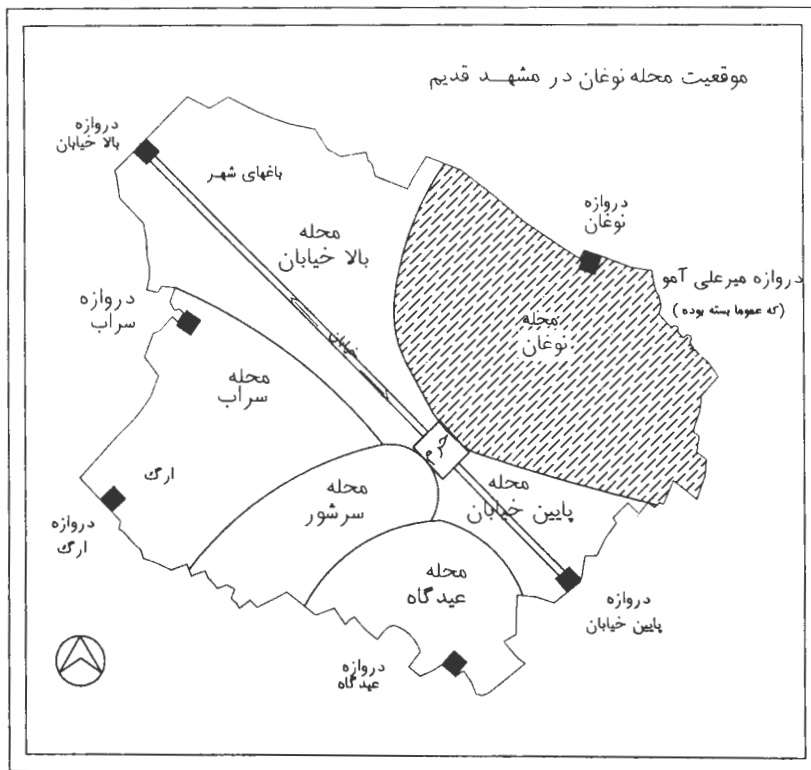 موقعیت محله نوغان در مشهد قدیم
دروازه
بالا خیابان
باغهای شهر
دروازه
نوغان
محله
بالا خیابان
دروازه میرعلی آمو
(که عموما بسته بوده)
دروازه
سراب
محله
نوغان
خیابان
محله
سراب
حرم
ارگ
محله
سرشور
محله
پایین خیابان
دروازه
ارگ
محله
عیدگاه
دروازه
پایین خیابان
دروازه
عیدگاه